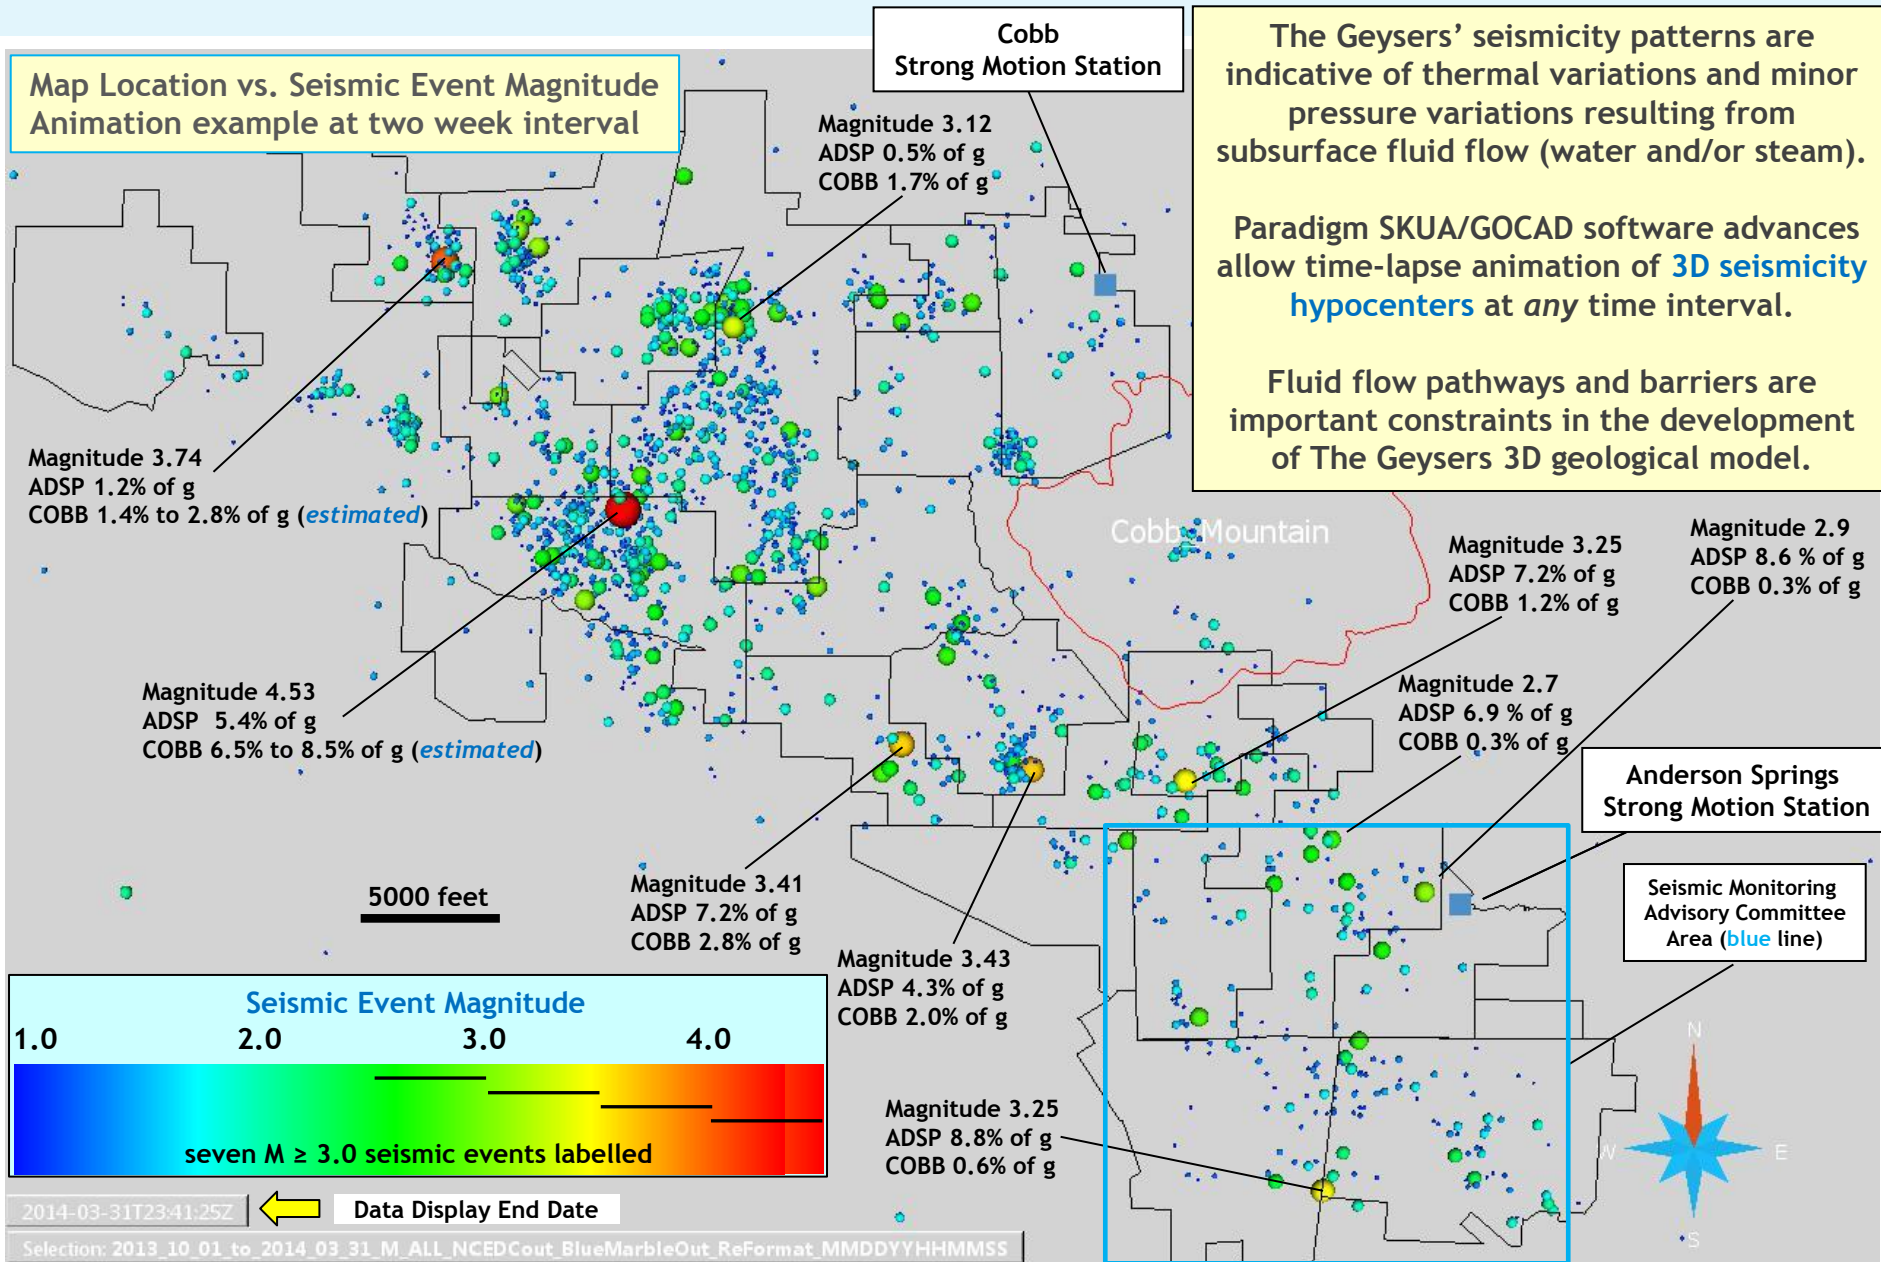 Map Location vs. Seismic Event Magnitude
Animation example at two week interval
Cobb
Strong Motion Station
The Geysers’ seismicity patterns are
indicative of thermal variations and minor
pressure variations resulting from
subsurface fluid flow (water and/or steam).
Paradigm SKUA/GOCAD software advances
allow time-lapse animation of 3D seismicity
hypocenters at any time interval.
Fluid flow pathways and barriers are
important constraints in the development
of The Geysers 3D geological model.
Magnitude 3.12
ADSP 0.5% of g
COBB 1.7% of g
Magnitude 3.74
ADSP 1.2% of g
COBB 1.4% to 2.8% of g (estimated)
Cobb_Mountain
Magnitude 3.25
ADSP 7.2% of g
COBB 1.2% of g
Magnitude 2.9
ADSP 8.6 % of g
COBB 0.3% of g
Magnitude 4.53
ADSP 5.4% of g
COBB 6.5% to 8.5% of g (estimated)
Magnitude 2.7
ADSP 6.9 % of g
COBB 0.3% of g
Anderson Springs
Strong Motion Station
5000 feet
Magnitude 3.41
ADSP 7.2% of g
COBB 2.8% of g
Seismic Monitoring
Advisory Committee
Area (blue line)
Magnitude 3.43
ADSP 4.3% of g
COBB 2.0% of g
Seismic Event Magnitude
1.0 2.0 3.0 4.0
seven M ≥ 3.0 seismic events labelled
Magnitude 3.25
ADSP 8.8% of g
COBB 0.6% of g
N
W
E
S
2014-03-31T23:41:25Z
Data Display End Date
Selection: 2013_10_01_to_2014_03_31_M_ALL_NCEDCout_BlueMarbleOut_ReFormat_MMDDYYHHMMSS